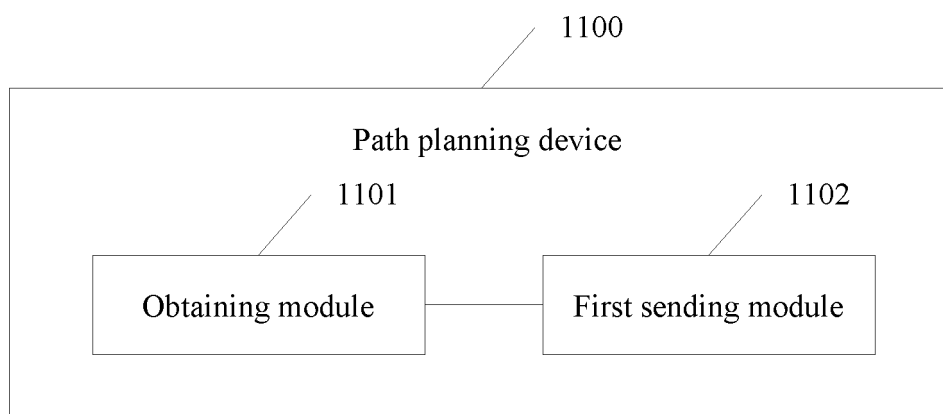 1100
Path planning device
1101
1102
Obtaining module
First sending module